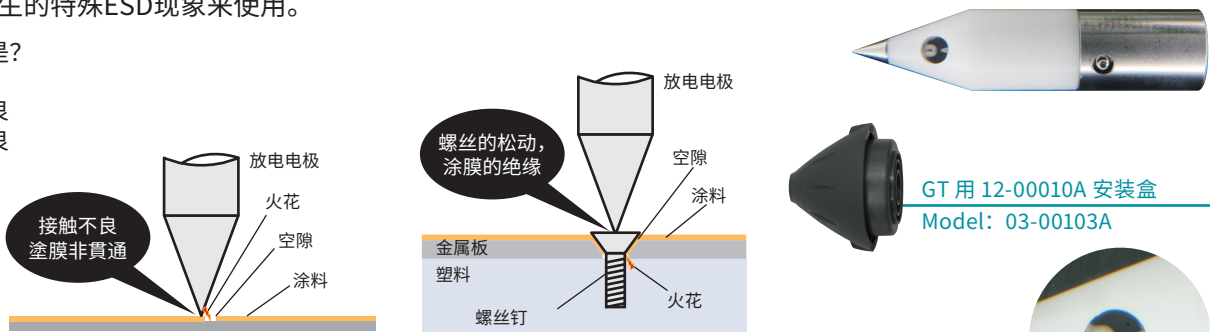 生的特殊ESD现象来使用。
是?
良
良
放电电极
火花
空隙
涂料
接触不良
塗膜非貫通
放电电极
空隙
涂料
螺丝的松动，
涂膜的绝缘
金属板
塑料
螺丝钉
火花
GT 用 12-00010A 安装盒
Model：03-00103A